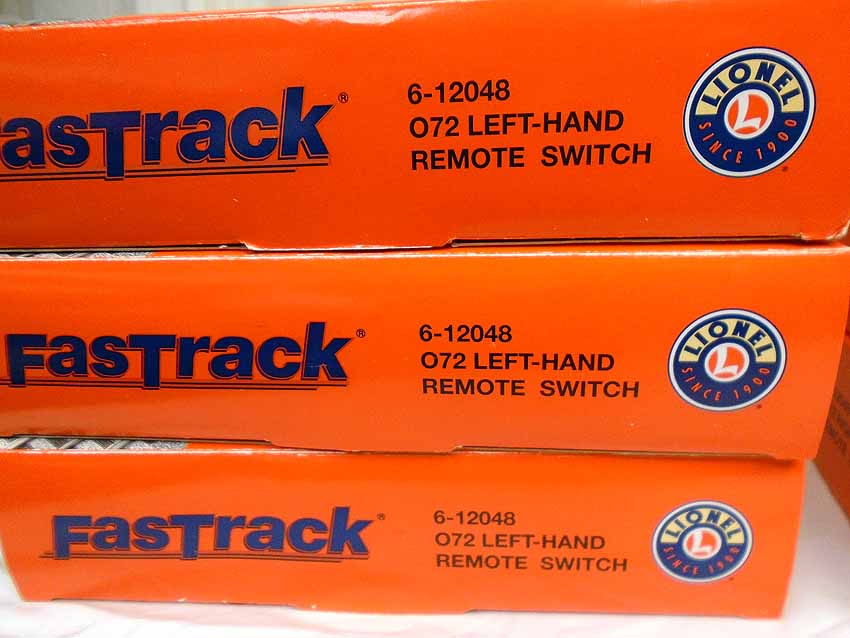 FasTrack®
6-12048
O72 LEFT-HAND
REMOTE SWITCH
LIONEL
L
SINCE 1900
FasTrack®
6-12048
O72 LEFT-HAND
REMOTE SWITCH
LIONEL
L
SINCE 1900
FasTrack®
6-12048
O72 LEFT-HAND
REMOTE SWITCH
LIONEL
L
SINCE 1900